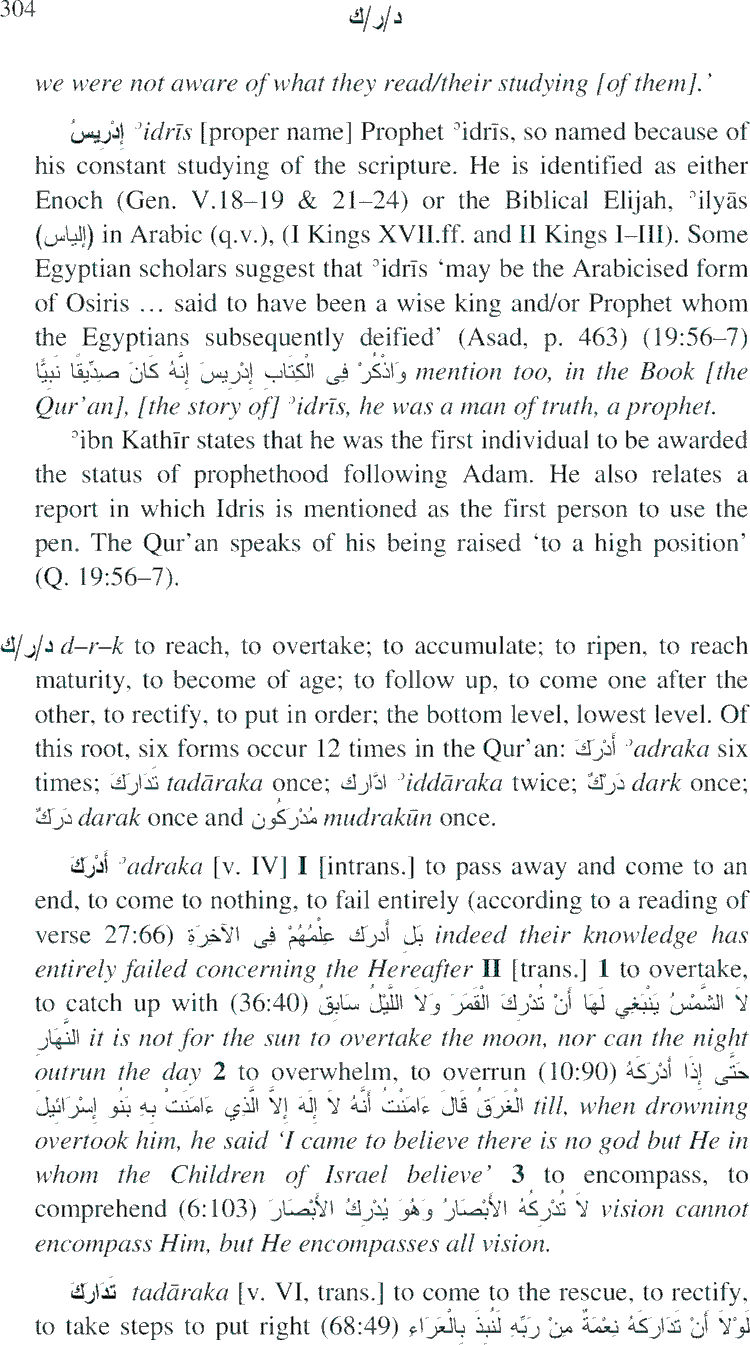 304
د/ر/ك
we were not aware of what they read/their studying [of them].’
إِدْرِيسُ ʾidrīs [proper name] Prophet ʾidrīs, so named because of
his constant studying of the scripture. He is identified as either
Enoch (Gen. V.18–19 & 21–24) or the Biblical Elijah, ʾilyās
(إلياس) in Arabic (q.v.), (I Kings XVII.ff. and II Kings I–III). Some
Egyptian scholars suggest that ʾidrīs ‘may be the Arabicised form
of Osiris … said to have been a wise king and/or Prophet whom
the Egyptians subsequently deified’ (Asad, p. 463) (19:56–7)
وَاذْكُرْ فِى الْكِتَابِ إِدْرِيسَ إِنَّهُ كَانَ صِدِّيقًا نَبِيًّا mention too, in the Book [the
Qur’an], [the story of] ʾidrīs, he was a man of truth, a prophet.
ʾibn Kathīr states that he was the first individual to be awarded
the status of prophethood following Adam. He also relates a
report in which Idris is mentioned as the first person to use the
pen. The Qur’an speaks of his being raised ‘to a high position’
(Q. 19:56–7).
د/ر/ك d–r–k to reach, to overtake; to accumulate; to ripen, to reach
maturity, to become of age; to follow up, to come one after the
other, to rectify, to put in order; the bottom level, lowest level. Of
this root, six forms occur 12 times in the Qur’an: أَدْرَكَ ʾadraka six
times; تَدَارَكَ tadāraka once; ادَّارك ʾiddāraka twice; دَرْكٌ dark once;
دَرَكٌ darak once and مُدْرَكُون mudrakūn once.
أَدْرَكَ ʾadraka [v. IV] I [intrans.] to pass away and come to an
end, to come to nothing, to fail entirely (according to a reading of
verse 27:66) بَلِ أَدرك عِلْمُهُمْ فِى الآخِرَةِ indeed their knowledge has
entirely failed concerning the Hereafter II [trans.] 1 to overtake,
to catch up with (36:40) لاَ الشَّمْسُ يَنْبَغِي لَهَا أَنْ تُدْرِكَ الْقَمَرَ وَلاَ اللَّيْلُ سَابِقُ
النَّهَارِ it is not for the sun to overtake the moon, nor can the night
outrun the day 2 to overwhelm, to overrun (10:90) حَتَّى إِذَا أَدْرَكَهُ
الْغَرَقُ قَالَ ءَامَنْتُ أَنَّهُ لاَ إِلَهَ إِلاَّ الَّذِي ءَامَنَتْ بِهِ بَنُو إِسْرَائِيلَ till, when drowning
overtook him, he said ‘I came to believe there is no god but He in
whom the Children of Israel believe’ 3 to encompass, to
comprehend (6:103) لاَ تُدْرِكُهُ الأَبْصَارُ وَهُوَ يُدْرِكُ الأَبْصَارَ vision cannot
encompass Him, but He encompasses all vision.
تَدَارَكَ tadāraka [v. VI, trans.] to come to the rescue, to rectify,
to take steps to put right (68:49) لَوْلاَ أَنْ تَدَارَكَهُ نِعْمَةٌ مِنْ رَبِّهِ لَنُبِذَ بِالْعَرَاءِ